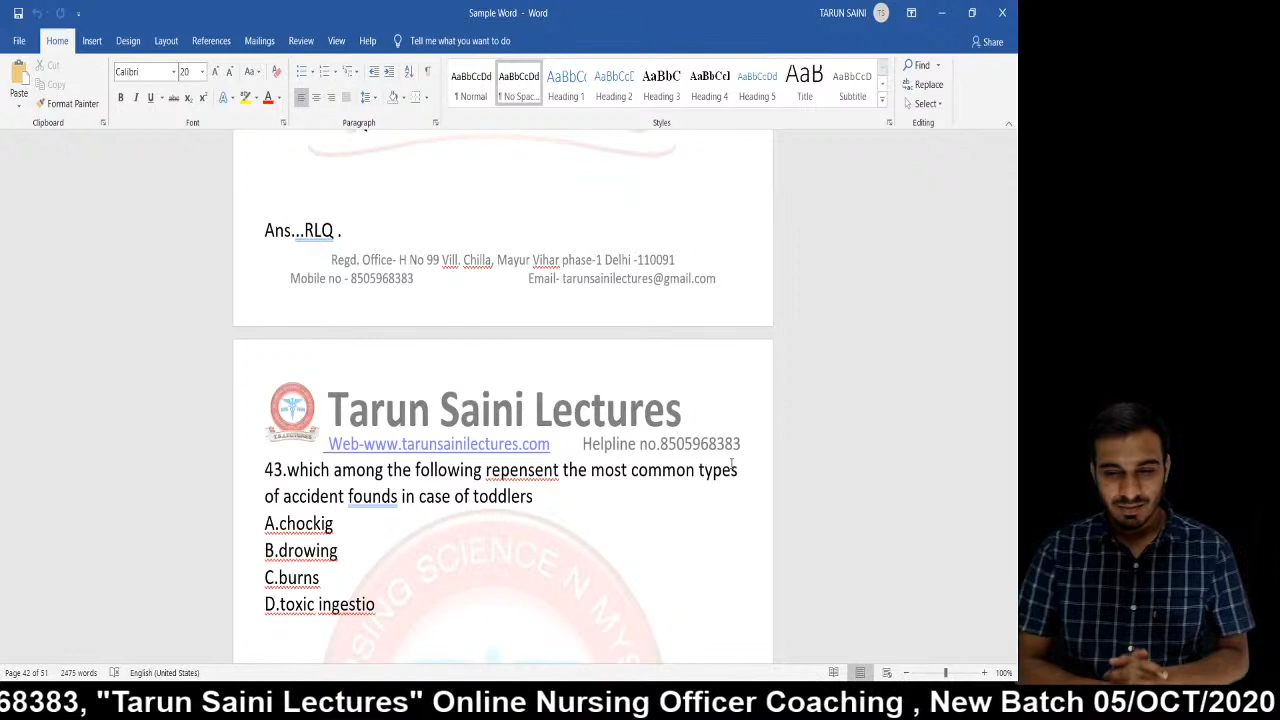 Sample Word - Word
TARUN SAINI TS
File Home Insert Design Layout References Mailings Review View Help Tell me what you want to do Share
Paste Cut Copy Format Painter
Calibri 20
AaBbCcDd AaBbCcDd AaBbCc AaBbCcD AaBbC AaBbCcI AaBbCcDd AaB AaBbCcDd
¶ Normal ¶ No Spac... Heading 1 Heading 2 Heading 3 Heading 4 Heading 5 Title Subtitle
Find
Replace
Select
Clipboard Font Paragraph Styles Editing
Ans...RLQ .
Regd. Office- H No 99 Vill. Chilla, Mayur Vihar phase-1 Delhi -110091
Mobile no - 8505968383 Email- tarunsainilectures@gmail.com
Tarun Saini Lectures
Web-www.tarunsainilectures.com Helpline no.8505968383
43.which among the following repensent the most common types
of accident founds in case of toddlers
A.chockig
B.drowing
C.burns
D.toxic ingestio
SING SCIENCE N MYS
Page 42 of 51 2475 words English (United States) 100%
68383, "Tarun Saini Lectures" Online Nursing Officer Coaching , New Batch 05/OCT/2020